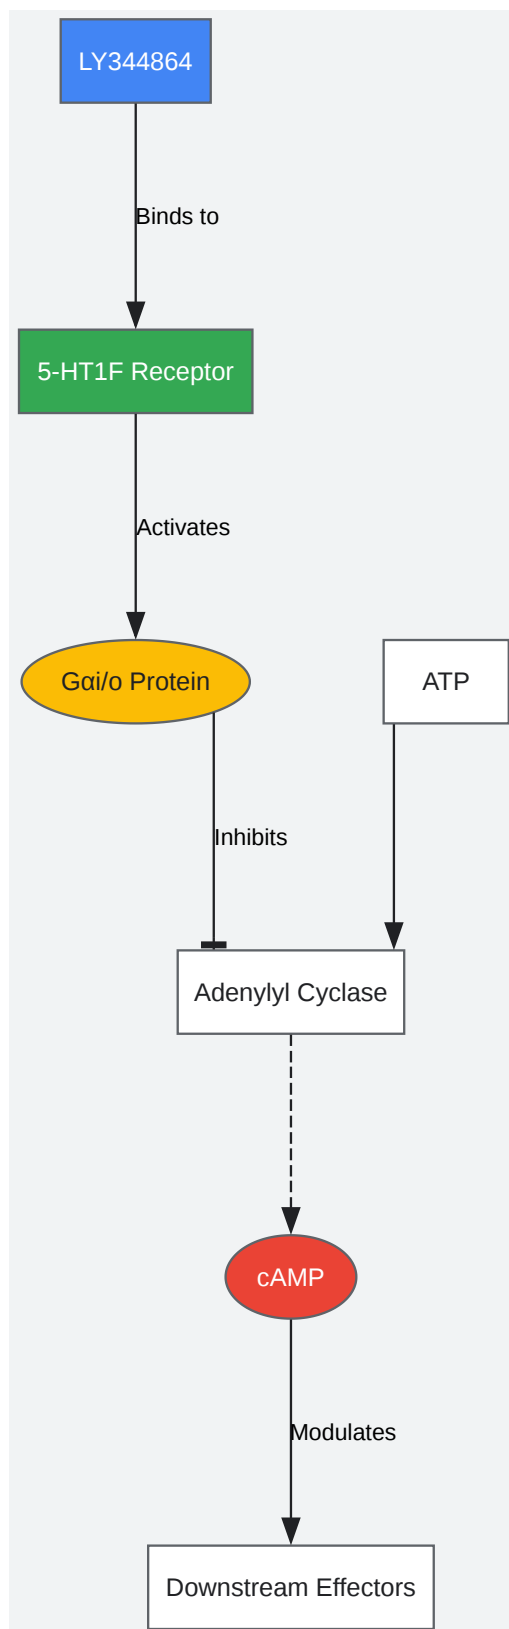 LY344864
Binds to
5-HT1F Receptor
Activates
Gαi/o Protein
ATP
Inhibits
Adenylyl Cyclase
cAMP
Modulates
Downstream Effectors